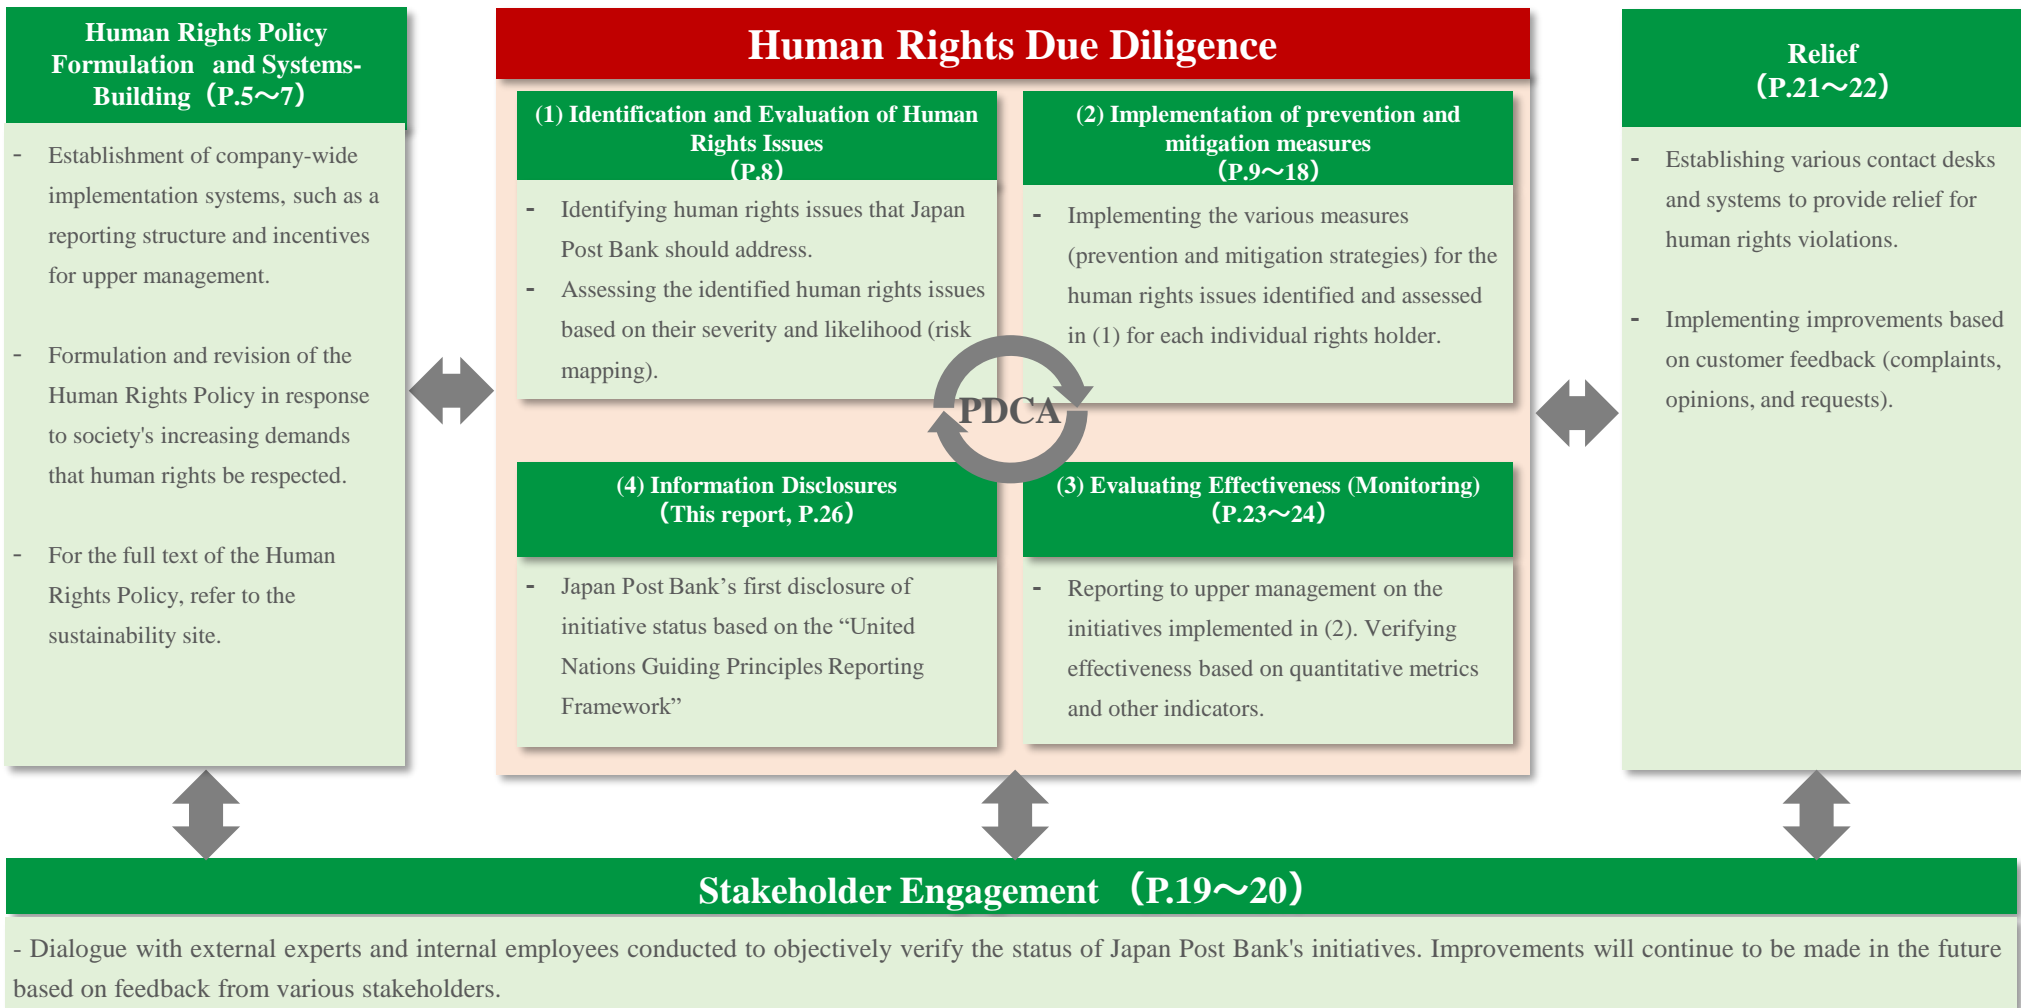 Human Rights Policy
Formulation and Systems-
Building（P.5～7）
- Establishment of company-wide
implementation systems, such as a
reporting structure and incentives
for upper management.
- Formulation and revision of the
Human Rights Policy in response
to society's increasing demands
that human rights be respected.
- For the full text of the Human
Rights Policy, refer to the
sustainability site.
Human Rights Due Diligence
(1) Identification and Evaluation of Human
Rights Issues
（P.8）
- Identifying human rights issues that Japan
Post Bank should address.
- Assessing the identified human rights issues
based on their severity and likelihood (risk
mapping).
(2) Implementation of prevention and
mitigation measures
（P.9～18）
- Implementing the various measures
(prevention and mitigation strategies) for the
human rights issues identified and assessed
in (1) for each individual rights holder.
PDCA
(4) Information Disclosures
（This report, P.26）
- Japan Post Bank’s first disclosure of
initiative status based on the “United
Nations Guiding Principles Reporting
Framework”
(3) Evaluating Effectiveness (Monitoring)
（P.23～24）
- Reporting to upper management on the
initiatives implemented in (2). Verifying
effectiveness based on quantitative metrics
and other indicators.
Relief
（P.21～22）
- Establishing various contact desks
and systems to provide relief for
human rights violations.
- Implementing improvements based
on customer feedback (complaints,
opinions, and requests).
Stakeholder Engagement （P.19～20）
- Dialogue with external experts and internal employees conducted to objectively verify the status of Japan Post Bank's initiatives. Improvements will continue to be made in the future
based on feedback from various stakeholders.